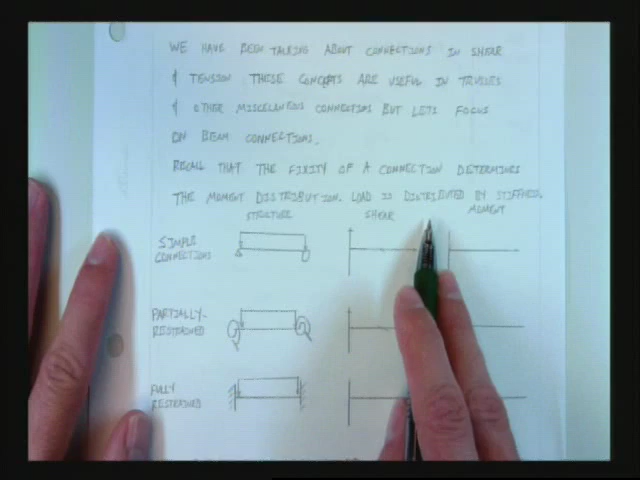 WE HAVE BEEN TALKING ABOUT CONNECTIONS IN SHEAR
& TENSION THOSE CONCEPTS ARE USEFUL IN TRUSSES
& OTHER MISCELANEOUS CONNECTIONS BUT LETS FOCUS
ON BEAM CONNECTIONS.
RECALL THAT THE FIXITY OF A CONNECTION DETERMINES
THE MOMENT DISTRIBUTION. LOAD IS DISTRIBUTED BY STIFFNESS.
STRUCTURE SHEAR MOMENT
SIMPLE
CONNECTIONS
PARTIALLY-
RESTRAINED
FULLY
RESTRAINED